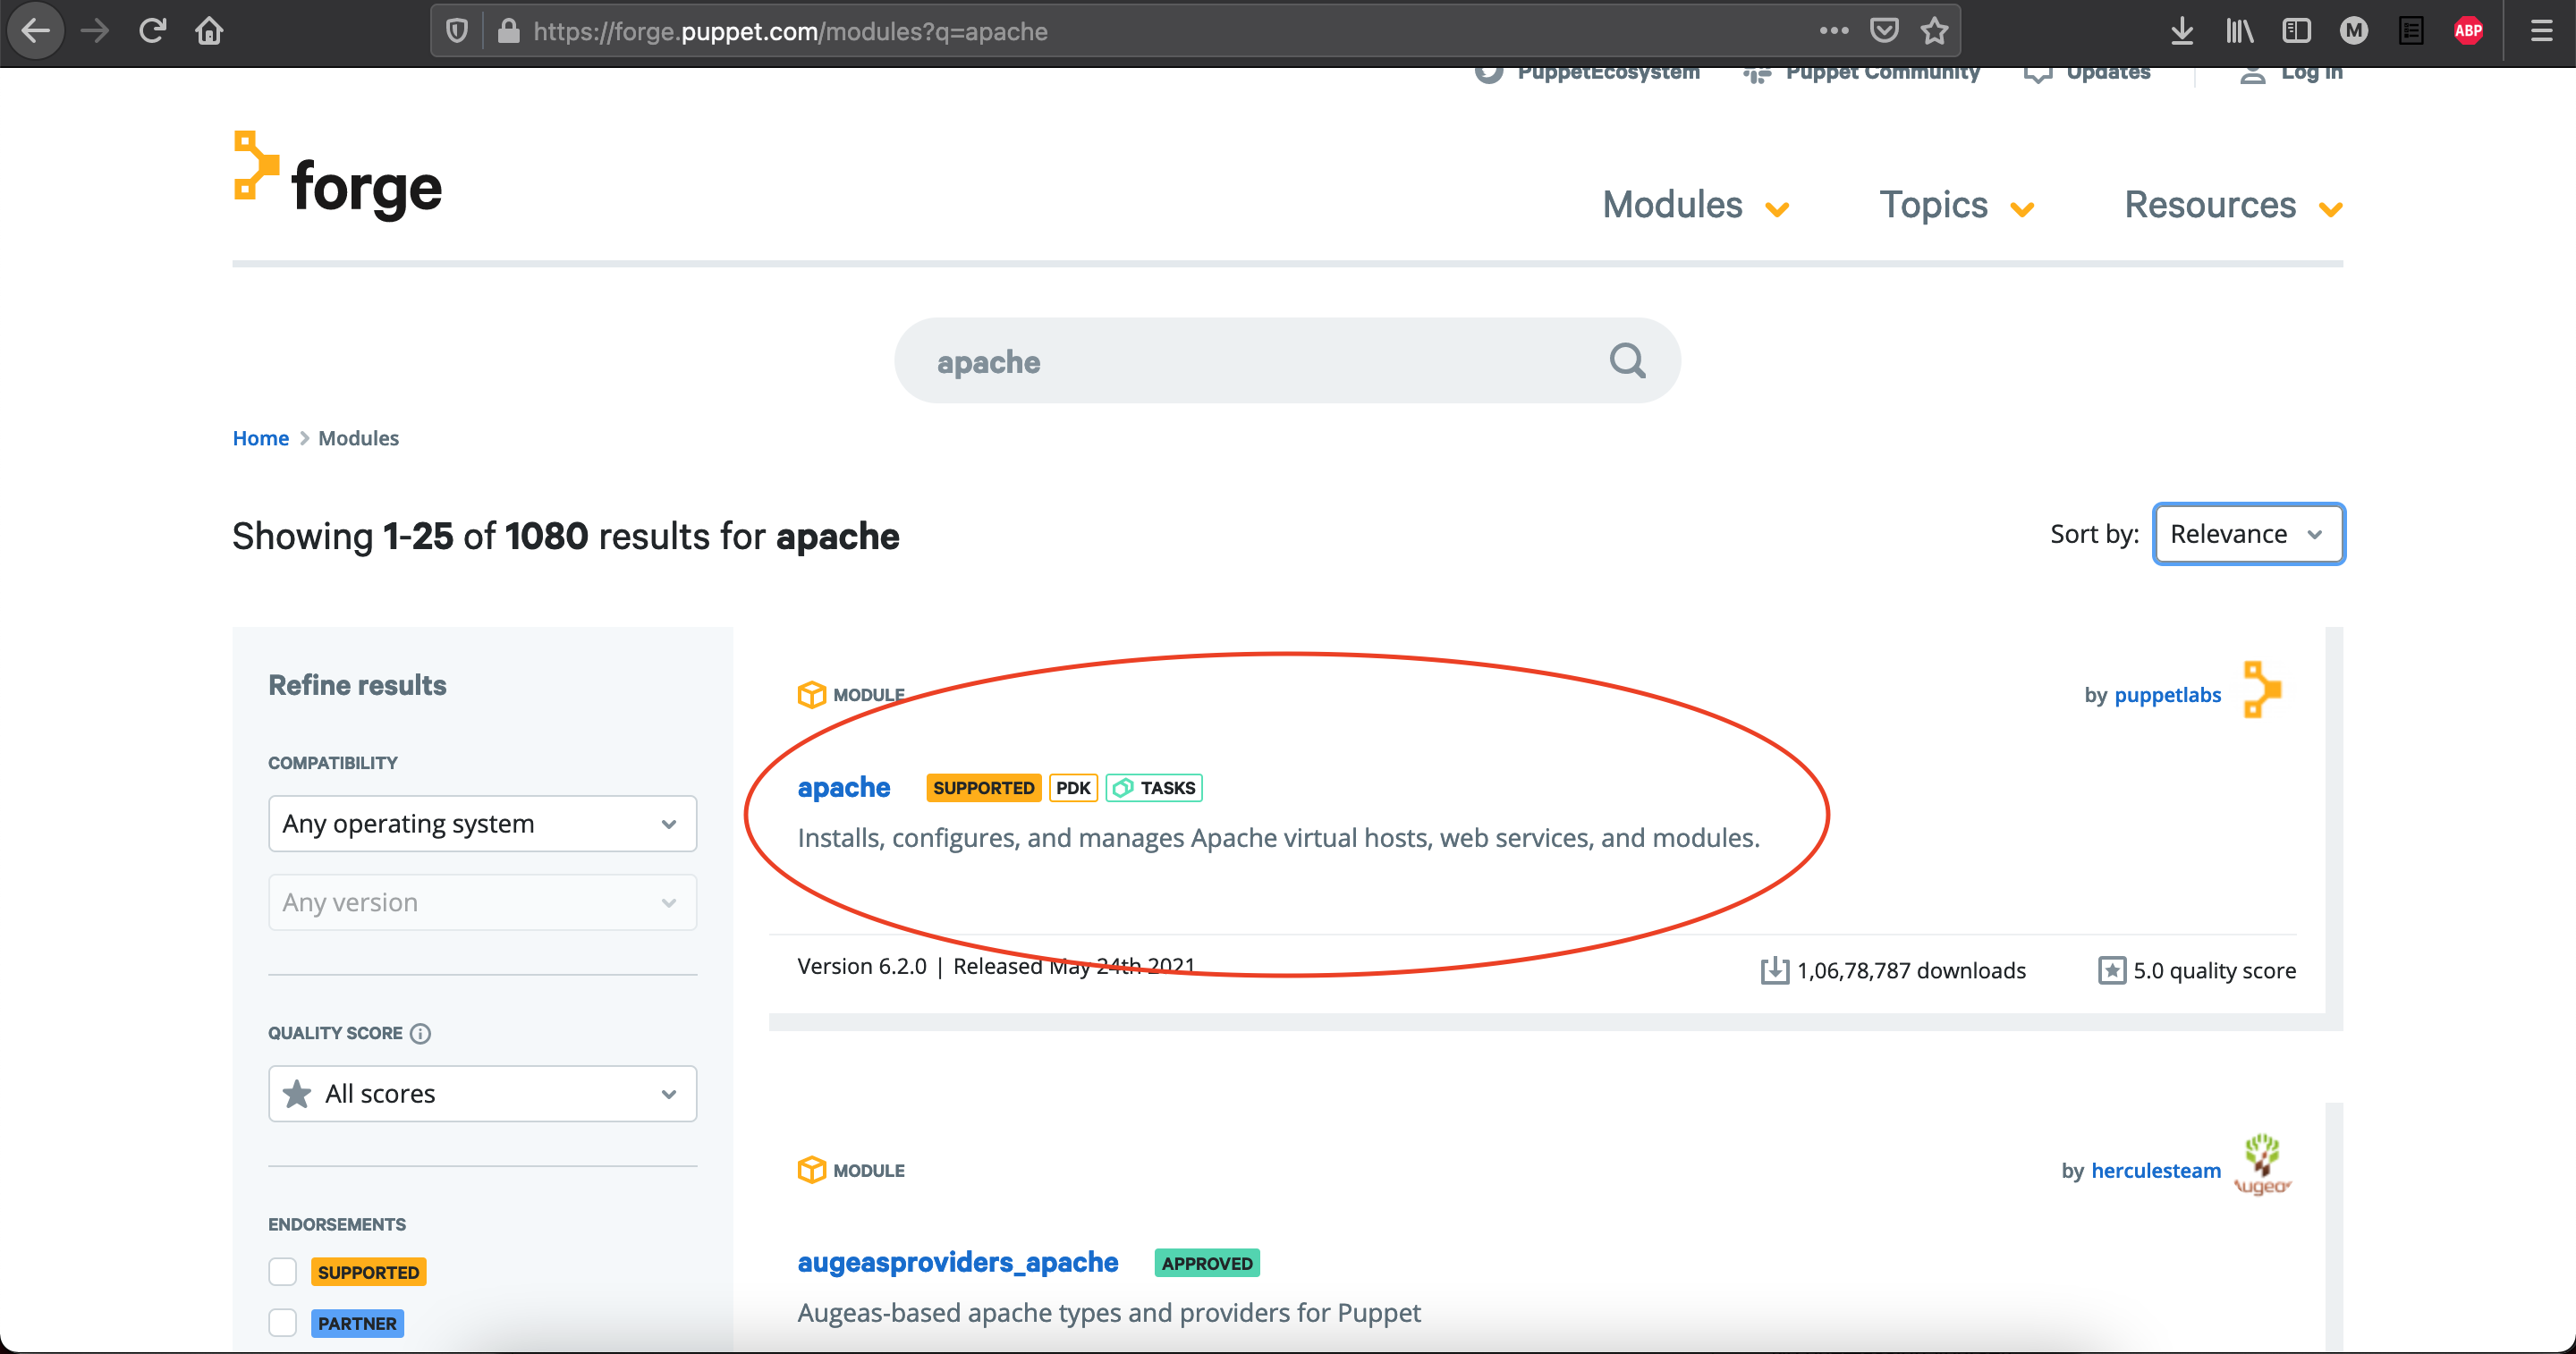 https://forge.puppet.com/modules?q=apache
M
ABP
PuppetEcosystem
Puppet Community
Updates
Log in
forge
Modules
Topics
Resources
apache
Home > Modules
Showing 1-25 of 1080 results for apache
Sort by: Relevance
Refine results
COMPATIBILITY
Any operating system
Any version
QUALITY SCORE
All scores
ENDORSEMENTS
SUPPORTED
PARTNER
MODULE
by puppetlabs
apache SUPPORTED PDK TASKS
Installs, configures, and manages Apache virtual hosts, web services, and modules.
Version 6.2.0 | Released May 24th 2021
1,06,78,787 downloads
5.0 quality score
MODULE
by herculesteam
augeasproviders_apache APPROVED
Augeas-based apache types and providers for Puppet